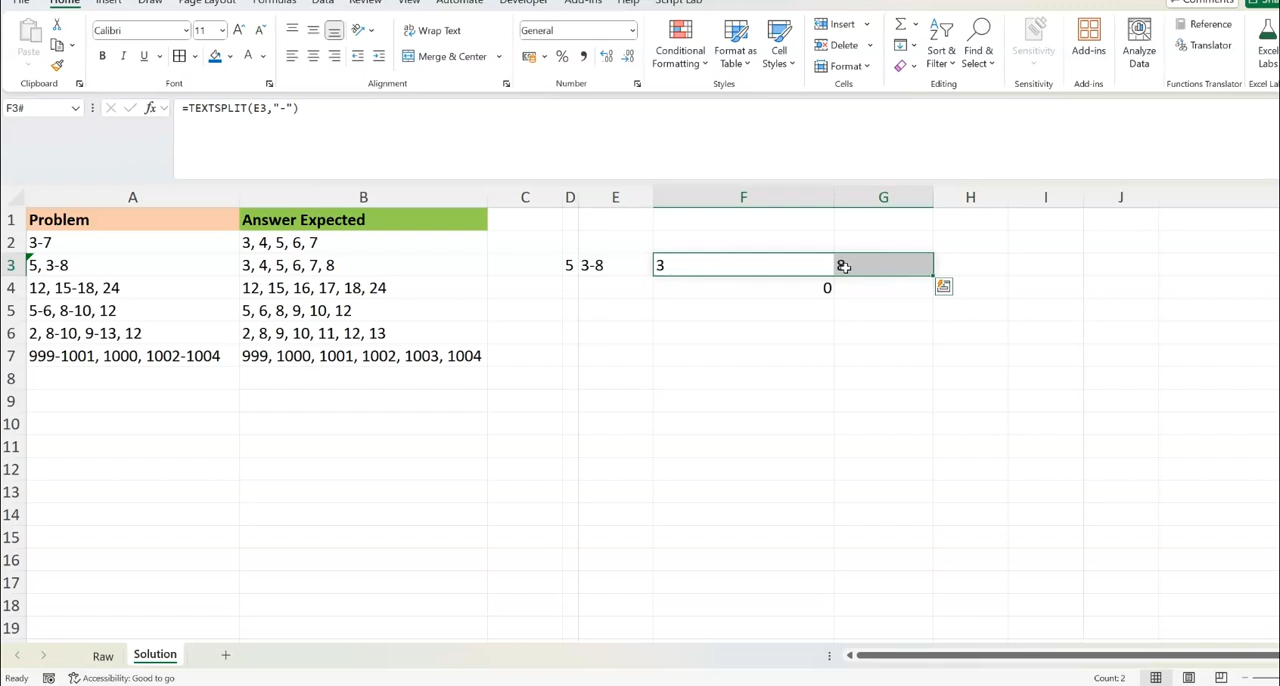 File Home Insert Draw Page Layout Formulas Data Review View Automate Developer Add-ins Help Script Lab Comments
Calibri 11 Wrap Text General Insert Σ Reference
Paste B I U A Merge & Center % Conditional Formatting Format as Table Cell Styles Delete Format Sort & Filter Find & Select Sensitivity Add-ins Analyze Data Translator Excel Labs
Clipboard Font Alignment Number Styles Cells Editing Sensitivity Add-ins Functions Translator Excel Lab
F3# fx =TEXTSPLIT(E3,"-")
A B C D E F G H I J
1 Problem Answer Expected
2 3-7 3, 4, 5, 6, 7
3 5, 3-8 3, 4, 5, 6, 7, 8 5 3-8 3 8
4 12, 15-18, 24 12, 15, 16, 17, 18, 24 0
5 5-6, 8-10, 12 5, 6, 8, 9, 10, 12
6 2, 8-10, 9-13, 12 2, 8, 9, 10, 11, 12, 13
7 999-1001, 1000, 1002-1004 999, 1000, 1001, 1002, 1003, 1004
8
9
10
11
12
13
14
15
16
17
18
19
Raw Solution
Ready Accessibility: Good to go Count: 2